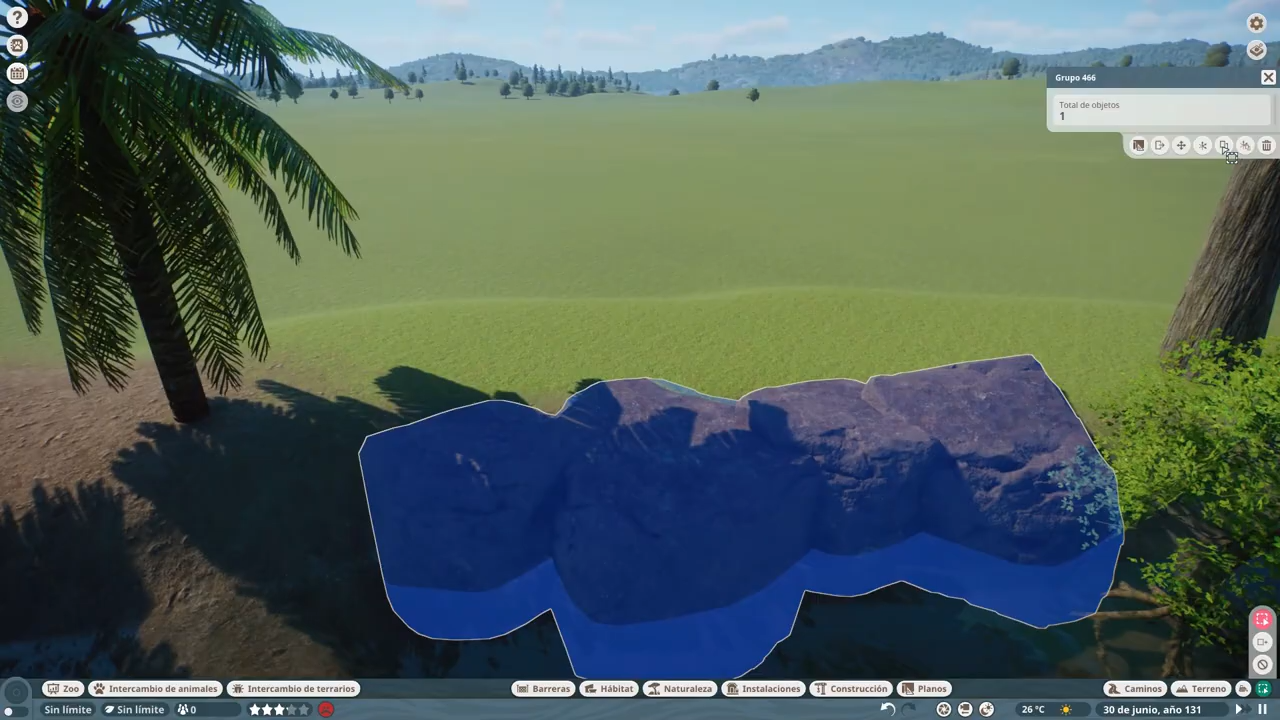 Grupo 466
Total de objetos
1
Zoo
Intercambio de animales
Intercambio de terrarios
Barreras
Hábitat
Naturaleza
Instalaciones
Construcción
Planos
Caminos
Terreno
Sin límite
Sin límite
0
26 °C
30 de junio, año 131